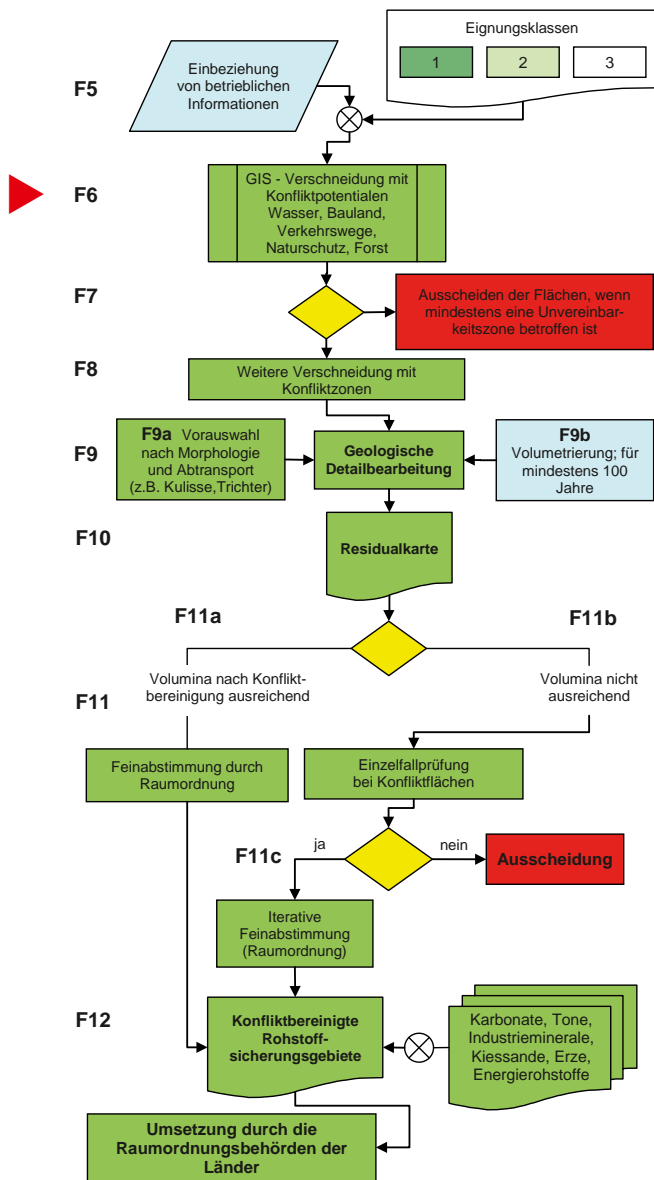 Eignungsklassen
1 2 3
F5
Einbeziehung
von betrieblichen
Informationen
F6
GIS - Verschneidung mit
Konfliktpotentialen
Wasser, Bauland,
Verkehrswege,
Naturschutz, Forst
F7
Ausscheiden der Flächen, wenn
mindestens eine Unvereinbar-
keitszone betroffen ist
F8
Weitere Verschneidung mit
Konfliktzonen
F9
F9a Vorauswahl
nach Morphologie
und Abtransport
(z.B. Kulisse,Trichter)
Geologische
Detailbearbeitung
F9b
Volumetrierung; für
mindestens 100
Jahre
F10
Residualkarte
F11a
F11b
Volumina nach Konflikt-
bereinigung ausreichend
Volumina nicht
ausreichend
F11
Feinabstimmung durch
Raumordnung
Einzelfallprüfung
bei Konfliktflächen
F11c
ja
nein
Ausscheidung
Iterative
Feinabstimmung
(Raumordnung)
F12
Konfliktbereinigte
Rohstoff-
sicherungsgebiete
Karbonate, Tone,
Industrieminerale,
Kiessande, Erze,
Energierohstoffe
Umsetzung durch die
Raumordnungsbehörden der
Länder